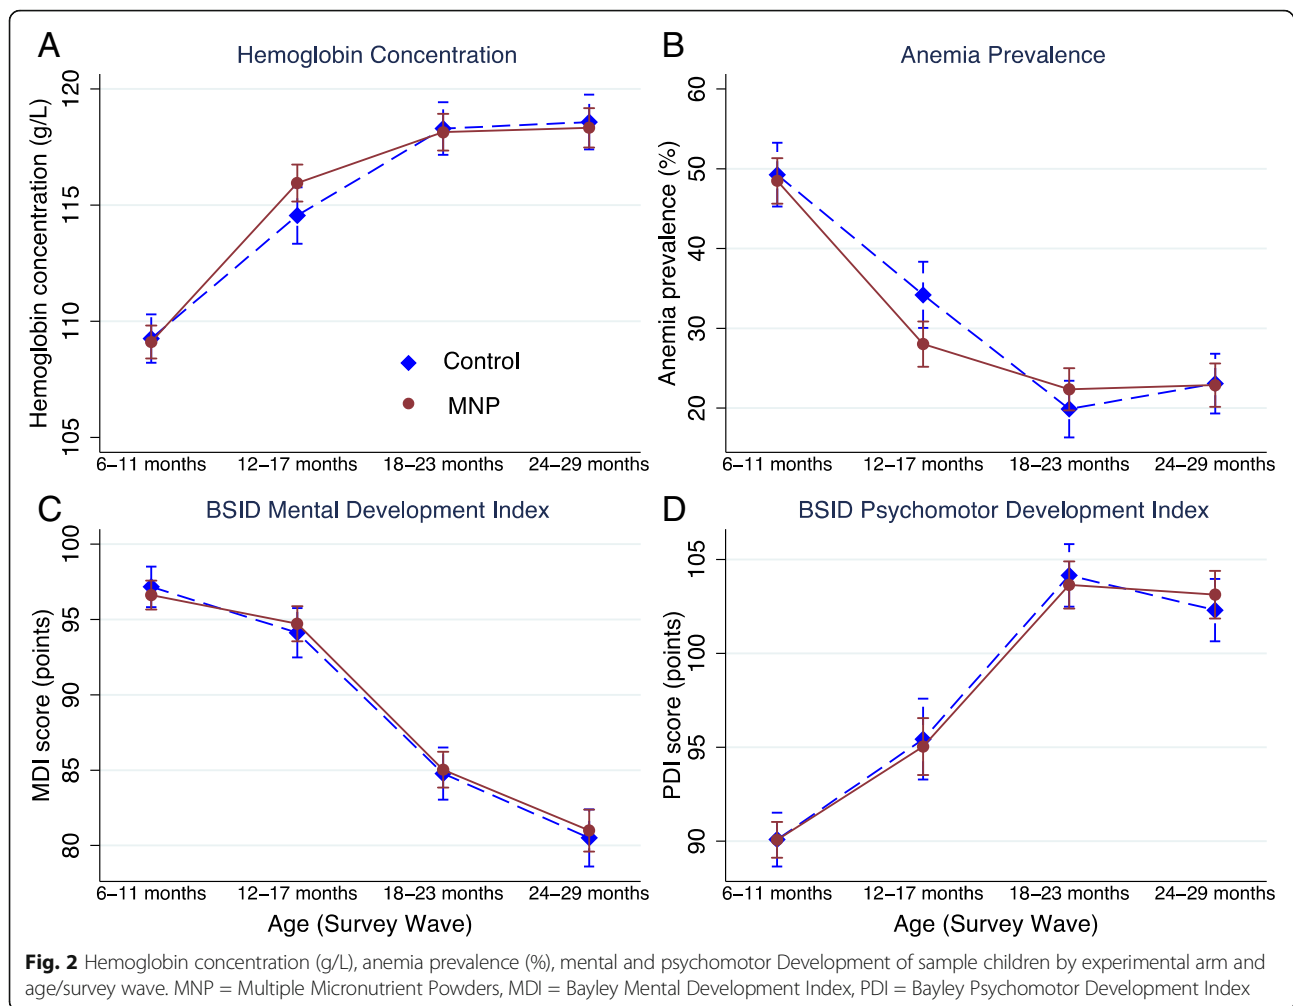 A
Hemoglobin Concentration
Hemoglobin concentration (g/L)
120
115
110
105
Control
MNP
6–11 months 12–17 months 18–23 months 24–29 months
B
Anemia Prevalence
Anemia prevalence (%)
60
50
40
30
20
6–11 months 12–17 months 18–23 months 24–29 months
C
BSID Mental Development Index
MDI score (points)
100
95
90
85
80
6–11 months 12–17 months 18–23 months 24–29 months
Age (Survey Wave)
D
BSID Psychomotor Development Index
PDI score (points)
105
100
95
90
6–11 months 12–17 months 18–23 months 24–29 months
Age (Survey Wave)
Fig. 2 Hemoglobin concentration (g/L), anemia prevalence (%), mental and psychomotor Development of sample children by experimental arm and
age/survey wave. MNP = Multiple Micronutrient Powders, MDI = Bayley Mental Development Index, PDI = Bayley Psychomotor Development Index